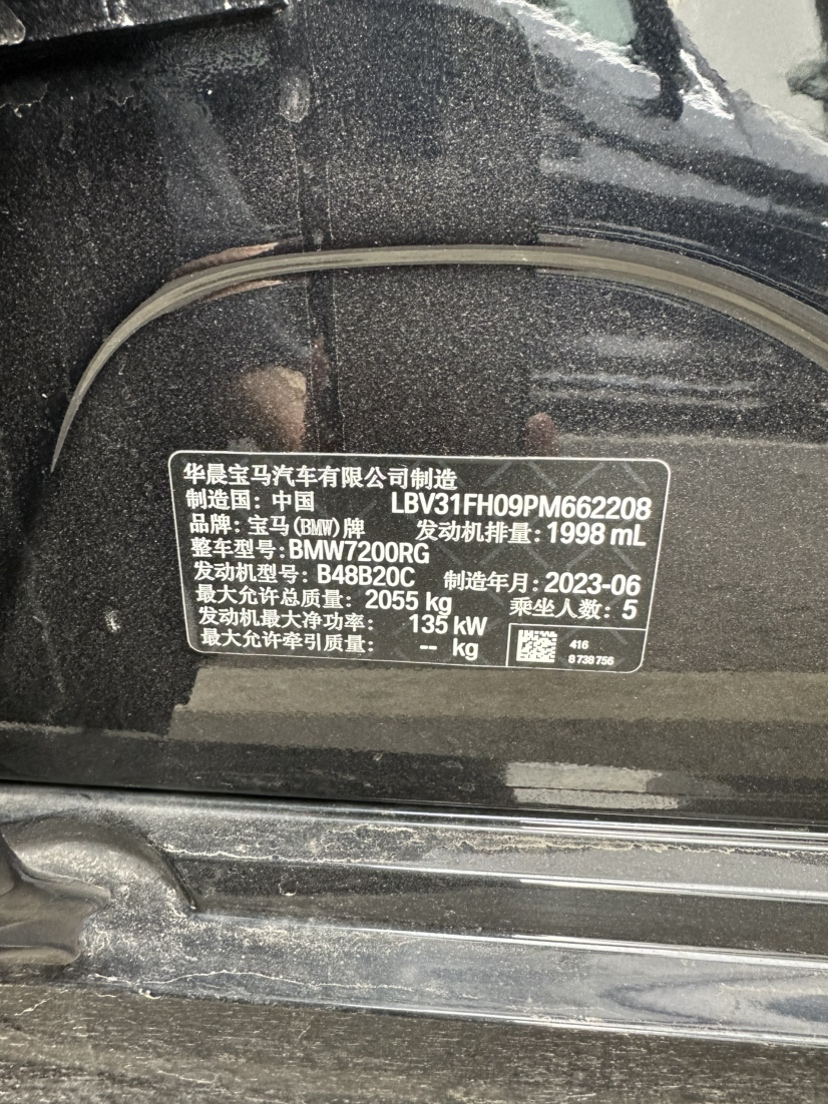 华晨宝马汽车有限公司制造
制造国：中国 LBV31FH09PM662208
品牌：宝马(BMW)牌 发动机排量：1998 mL
整车型号：BMW7200RG
发动机型号：B48B20C 制造年月：2023-06
最大允许总质量：2055 kg 乘坐人数：5
发动机最大净功率：135 kW
最大允许牵引质量：-- kg
416
8 738 756